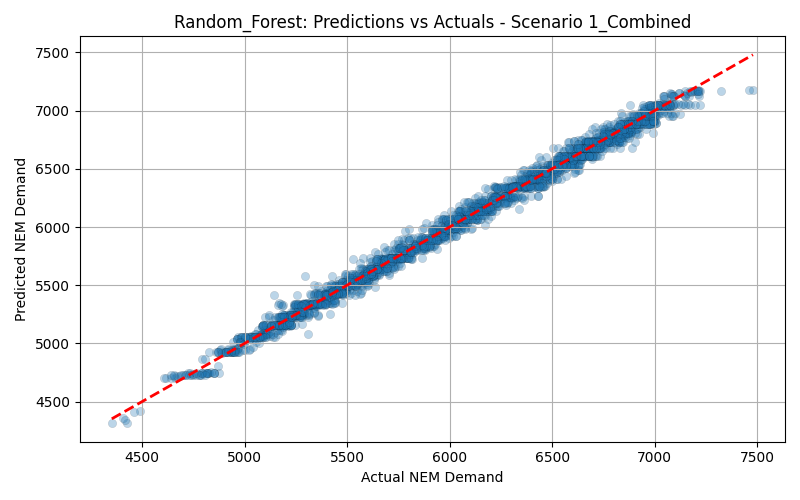 Random_Forest: Predictions vs Actuals - Scenario 1_Combined
7500
7000
6500
6000
5500
5000
4500
Predicted NEM Demand
4500 5000 5500 6000 6500 7000 7500
Actual NEM Demand